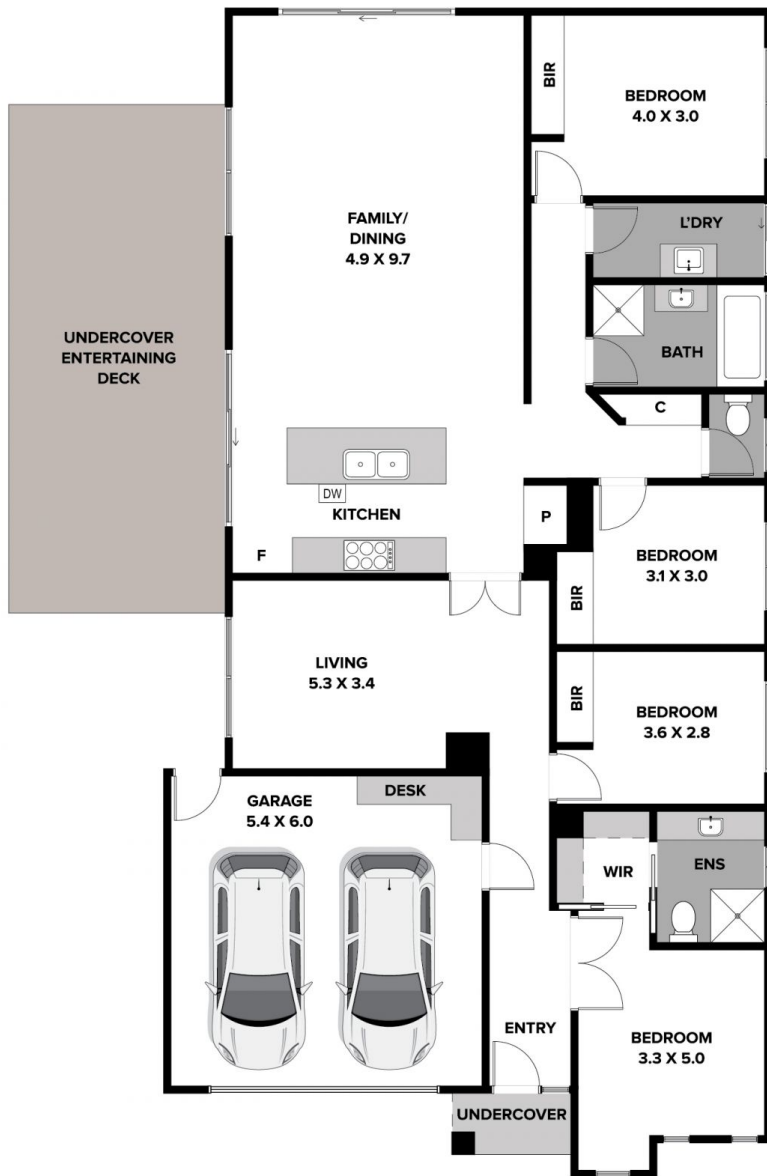 BIR
BEDROOM
4.0 X 3.0
FAMILY/
DINING
4.9 X 9.7
L'DRY
UNDERCOVER
ENTERTAINING
DECK
BATH
C
DW
KITCHEN
P
F
BEDROOM
3.1 X 3.0
BIR
LIVING
5.3 X 3.4
BIR
BEDROOM
3.6 X 2.8
DESK
GARAGE
5.4 X 6.0
WIR
ENS
ENTRY
BEDROOM
3.3 X 5.0
UNDERCOVER